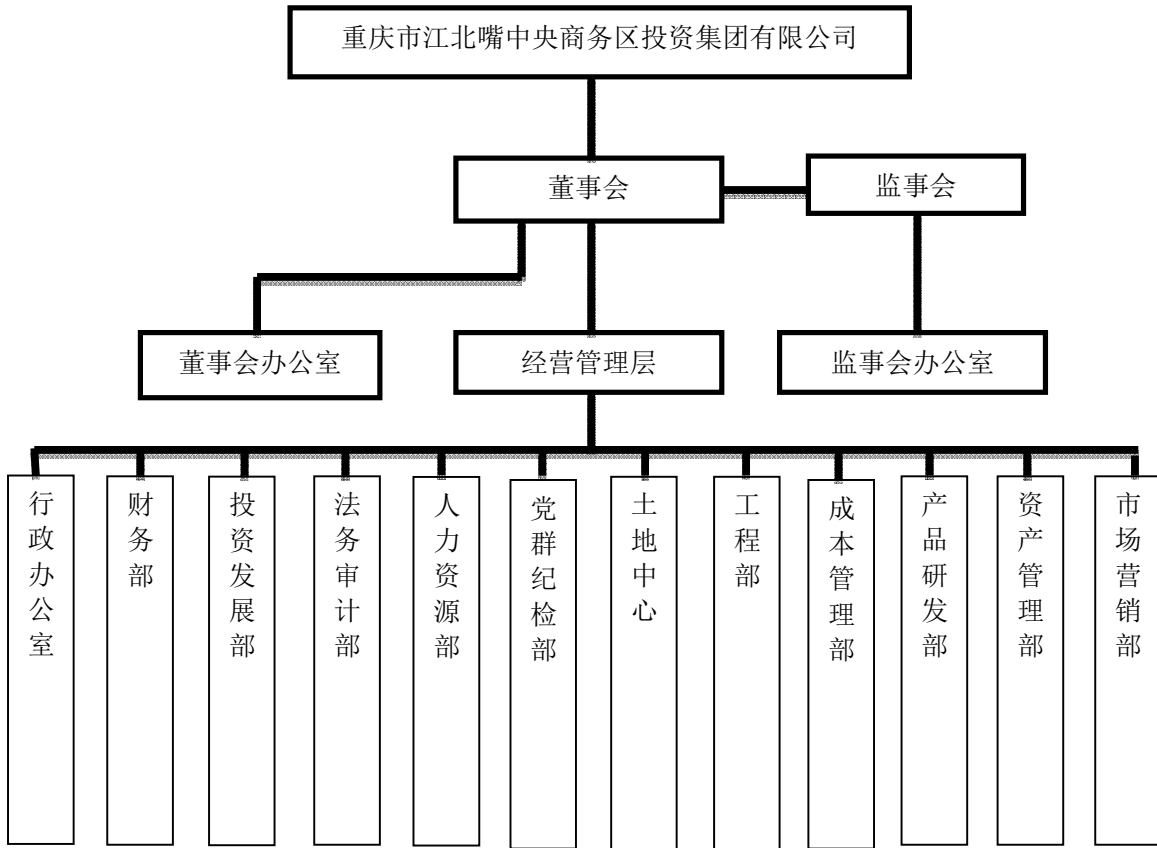 重庆市江北嘴中央商务区投资集团有限公司
董事会
监事会
董事会办公室
经营管理层
监事会办公室
行政办公室
财务部
投资发展部
法务审计部
人力资源部
党群纪检部
土地中心
工程部
成本管理部
产品研发部
资产管理部
市场营销部